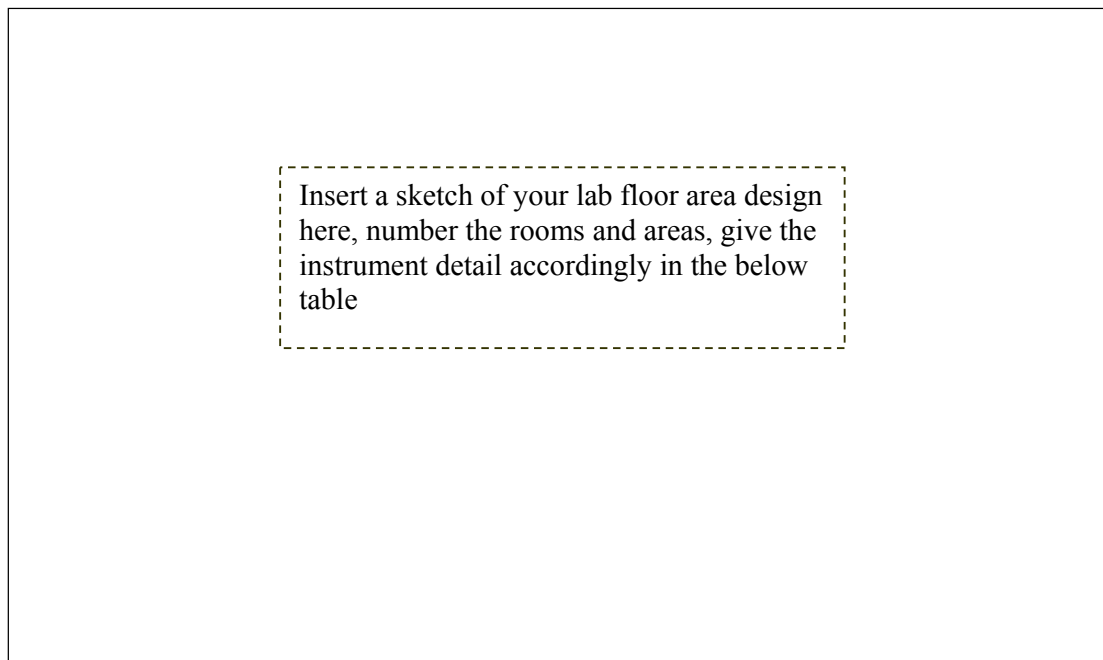 Insert a sketch of your lab floor area design
here, number the rooms and areas, give the
instrument detail accordingly in the below
table